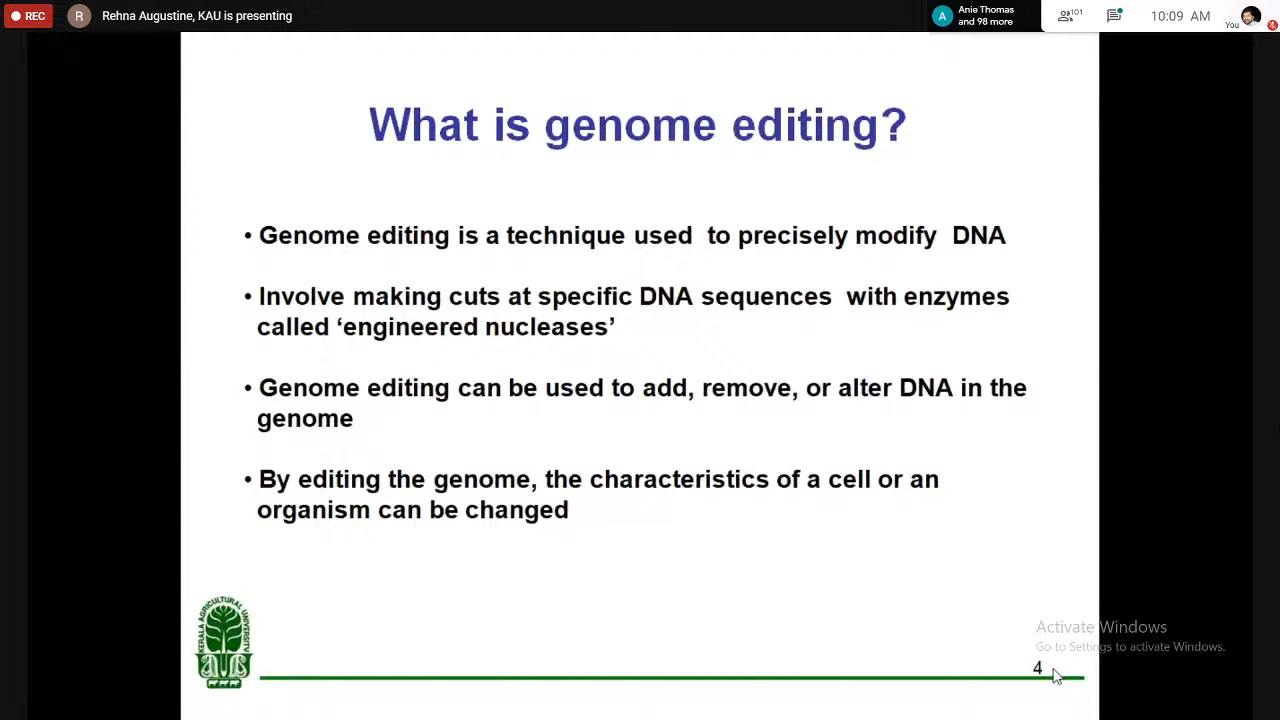 REC
R
Rehna Augustine, KAU is presenting
A
Anie Thomas
and 98 more
101
10:09 AM
You
What is genome editing?
• Genome editing is a technique used to precisely modify DNA
• Involve making cuts at specific DNA sequences with enzymes
called ‘engineered nucleases’
• Genome editing can be used to add, remove, or alter DNA in the
genome
• By editing the genome, the characteristics of a cell or an
organism can be changed
KERALA AGRICULTURAL UNIVERSITY
Activate Windows
Go to Settings to activate Windows.
4